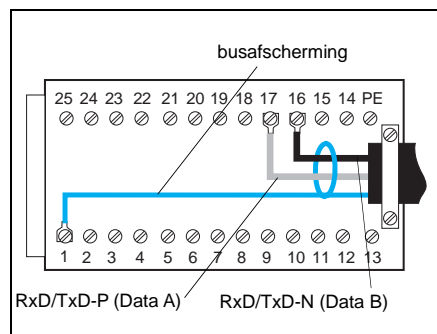 busafscherming
25 24 23 22 21 20 19 18 17 16 15 14 PE
1 2 3 4 5 6 7 8 9 10 11 12 13
RxD/TxD-P (Data A) RxD/TxD-N (Data B)